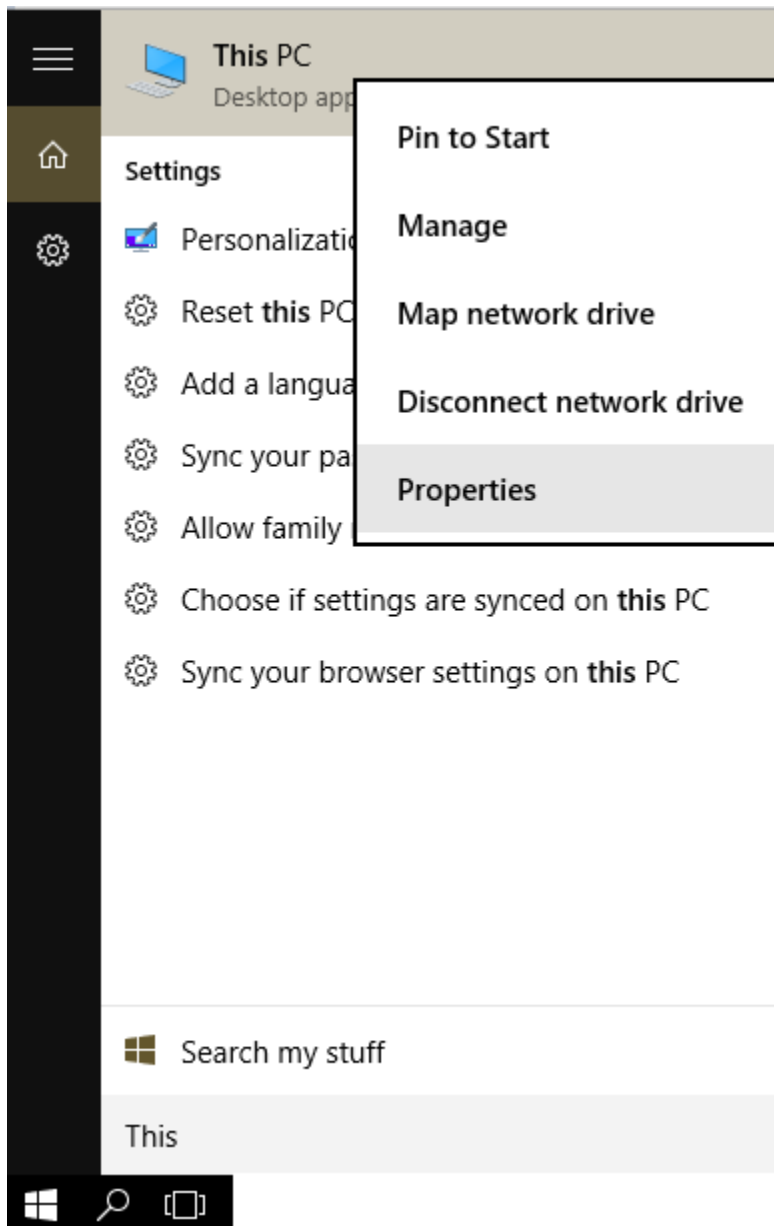 This PC
Desktop app
Pin to Start
Manage
Map network drive
Disconnect network drive
Properties
Settings
Personalizatio
Reset this PC
Add a langua
Sync your pa
Allow family
Choose if settings are synced on this PC
Sync your browser settings on this PC
Search my stuff
This